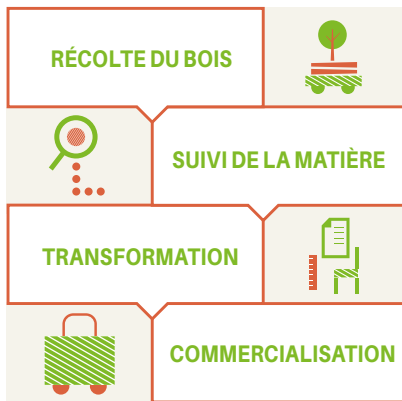 RÉCOLTE DU BOIS
SUIVI DE LA MATIÈRE
TRANSFORMATION
COMMERCIALISATION